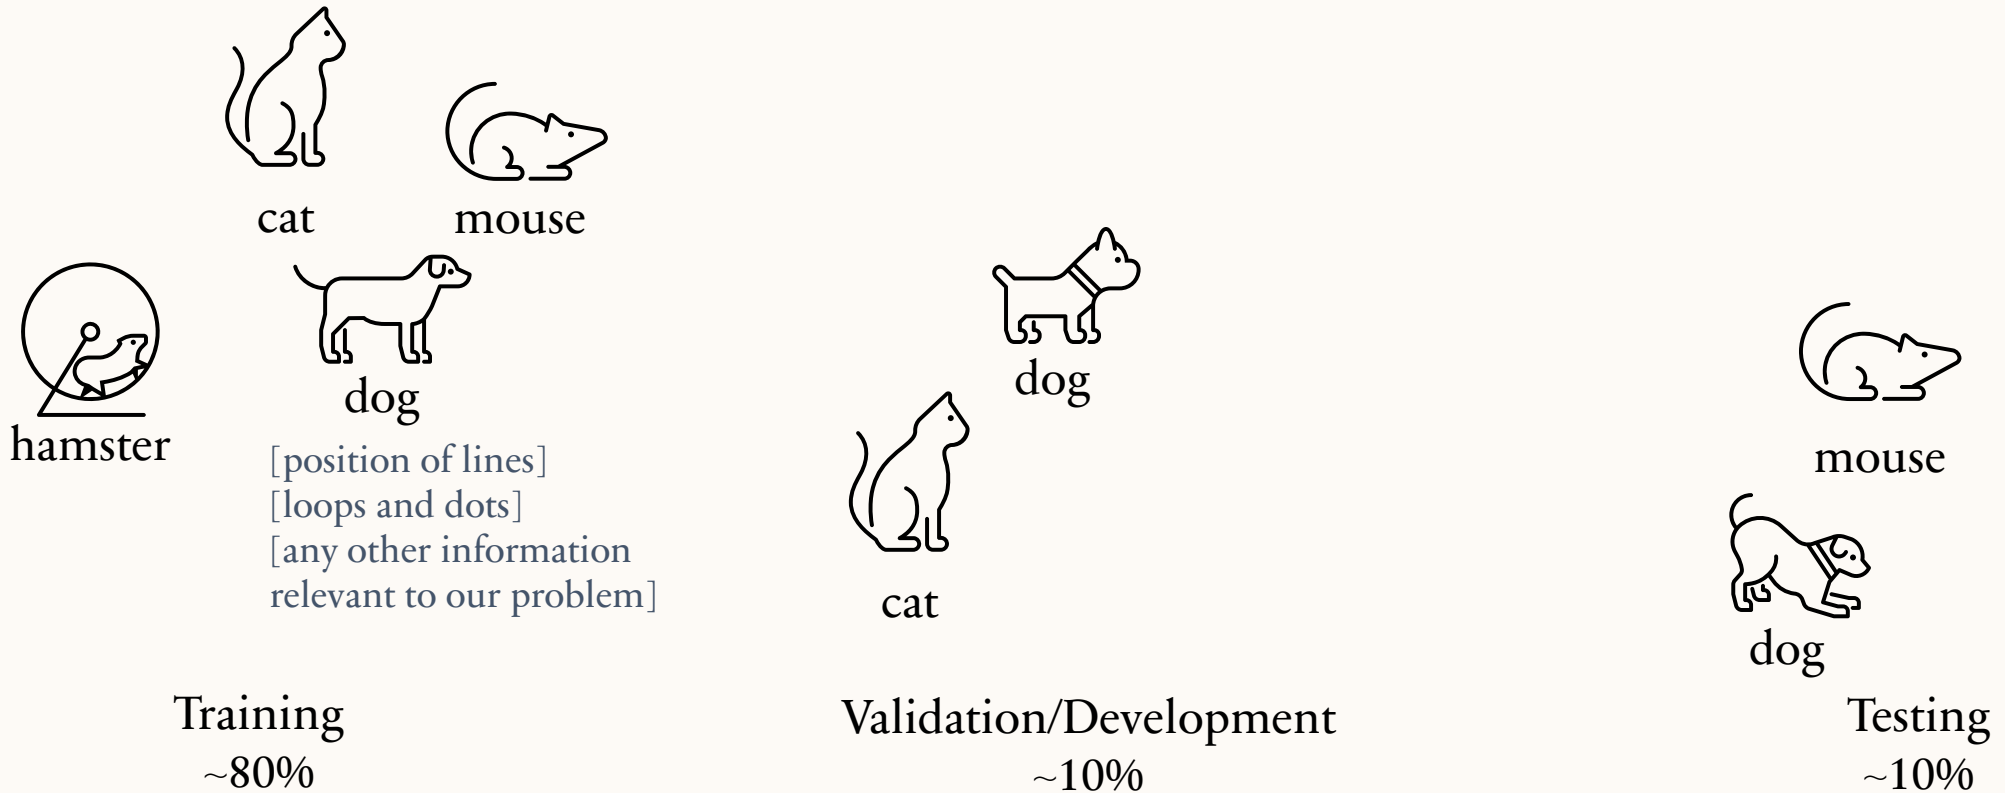 cat
mouse
hamster
dog
[position of lines]
[loops and dots]
[any other information
relevant to our problem]
Training
~80%
dog
cat
Validation/Development
~10%
mouse
dog
Testing
~10%